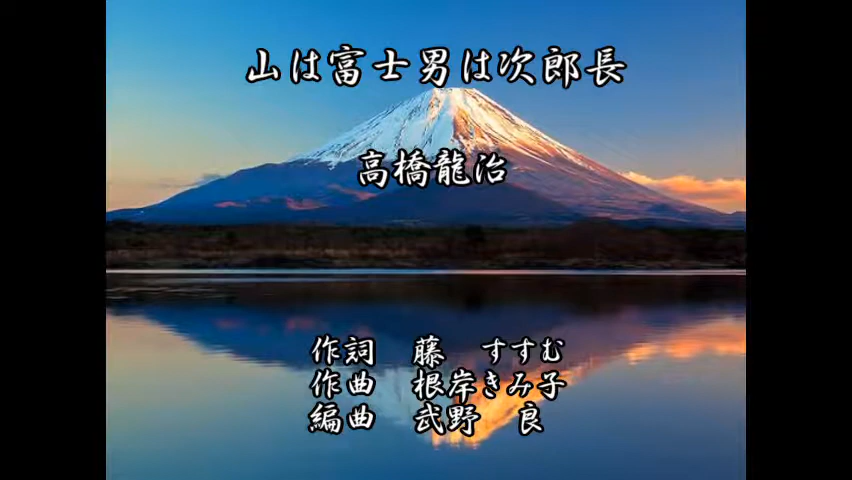 山は富士男は次郎長
高橋龍治
作詞　藤　すすむ
作曲　根岸きみ子
編曲　武野　良